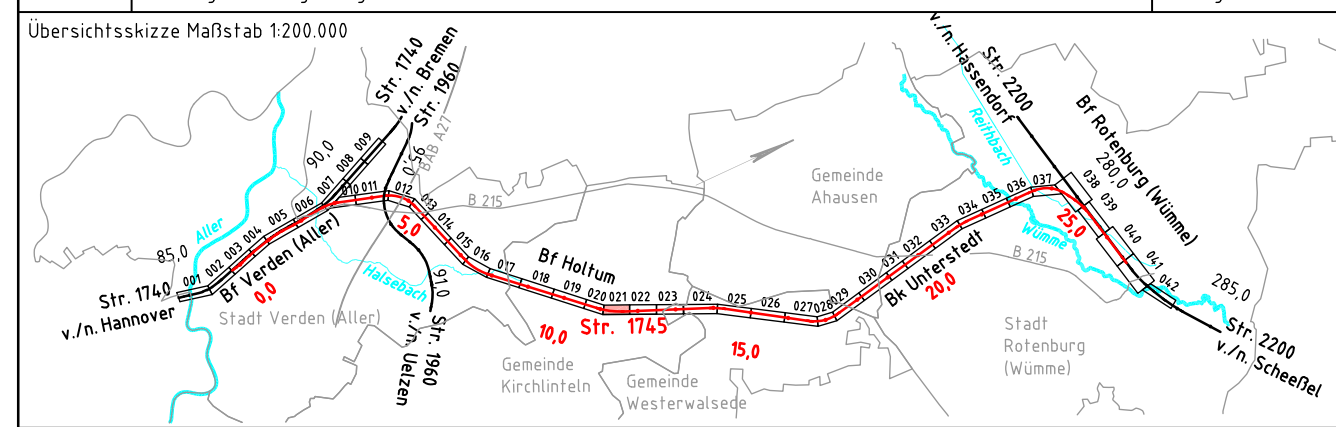 Übersichtsskizze Maßstab 1:200.000
Str. 1740
v./n. Bremen
Str. 1960
BAB A27
95,0
90,0
85,0
Aller
Str. 1740
v./n. Hannover
001 002 003 004 005 006 007 008 009
010 011 012 013 014 015 016 017 018 019 020 021 022 023 024 025 026 027 028 029 030 031 032 033 034 035 036 037
038 039 040 041 042
Bf Verden (Aller)
0,0
Stadt Verden (Aller)
Halsebach
5,0
B 215
91,0
Str. 1960
v./n. Uelzen
Bf Holtum
10,0
Str. 1745
15,0
Gemeinde
Kirchlinteln
Gemeinde
Westerwalsede
Gemeinde
Ahausen
Bk Unterstedt
20,0
v./n. Hassendorf
Str. 2200
Reithbach
Bf Rotenburg (Wümme)
280,0
25,0
Wümme
B 215
Stadt
Rotenburg
(Wümme)
285,0
Str. 2200
v./n. Scheeßel